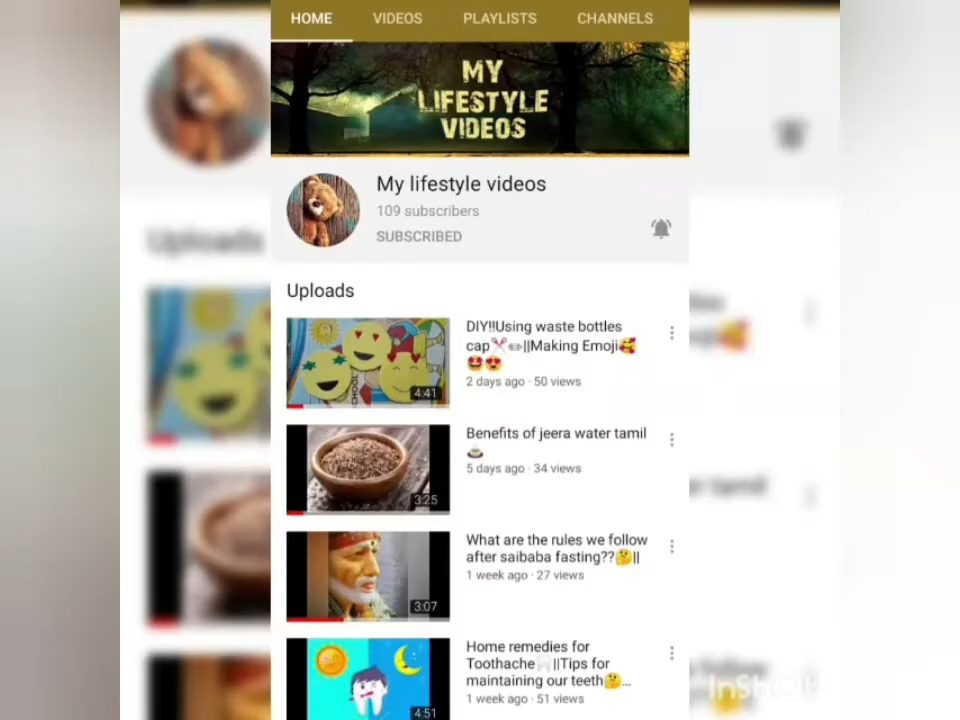 HOME VIDEOS PLAYLISTS CHANNELS
MY
LIFESTYLE
VIDEOS
My lifestyle videos
109 subscribers
SUBSCRIBED
Uploads
DIY!!Using waste bottles
cap✂✏||Making Emoji🥰
🤩😍
2 days ago · 50 views
4:41
Benefits of jeera water tamil
5 days ago · 34 views
3:25
What are the rules we follow
after saibaba fasting??🤔||
1 week ago · 27 views
3:07
Home remedies for
Toothache🦷||Tips for
maintaining our teeth🤔...
1 week ago · 51 views
4:51
Uploads
InShOt